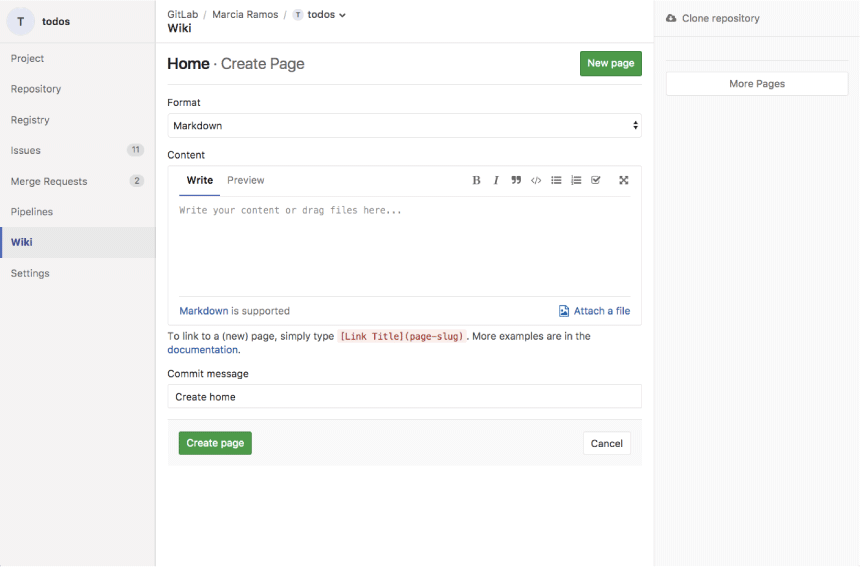 T todos
Project
Repository
Registry
Issues 11
Merge Requests 2
Pipelines
Wiki
Settings
GitLab / Marcia Ramos / T todos
Wiki
Home · Create Page New page
Format
Markdown
Content
Write Preview B I
Write your content or drag files here...
Markdown is supported Attach a file
To link to a (new) page, simply type [Link Title](page-slug) . More examples are in the
documentation.
Commit message
Create home
Create page Cancel
Clone repository
More Pages